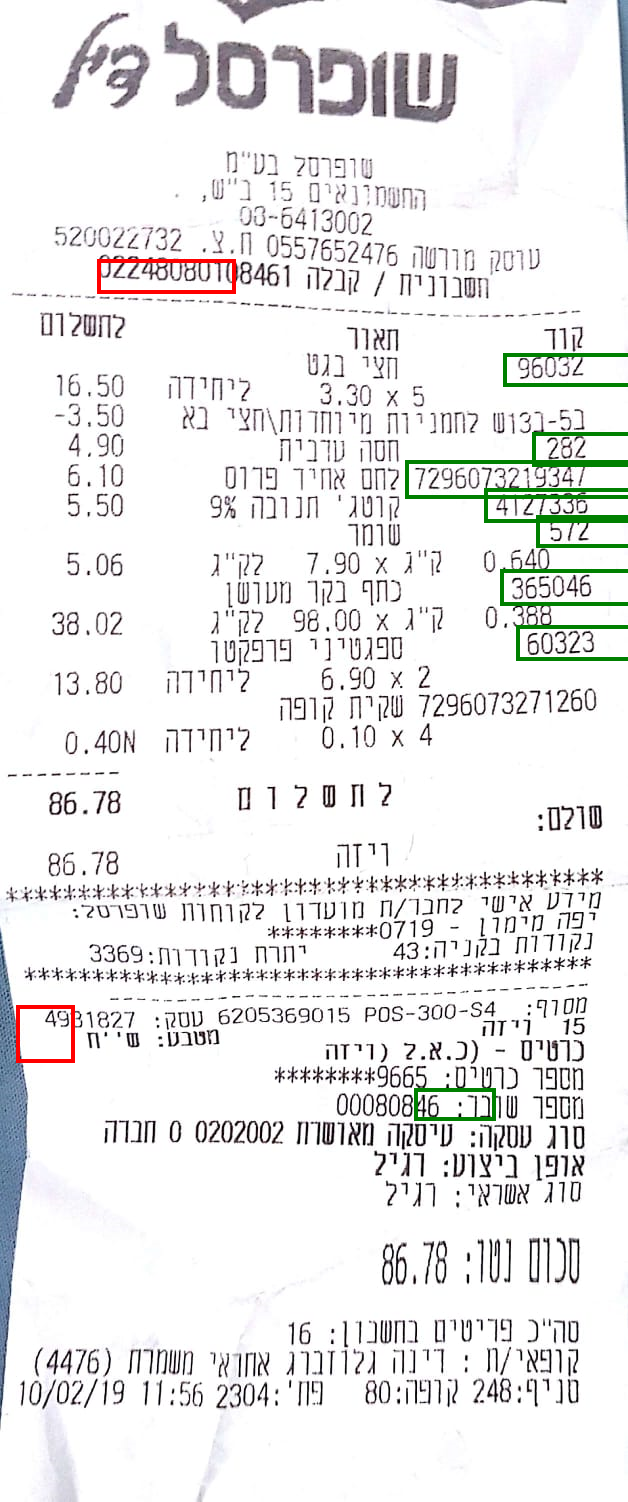 שופרסל דיל
שופרסל בע"מ
החשמונאים 15 ב"ש,
08-6413002
עוסק מורשה 0557652476 ח.צ. 520022732
חשבונית / קבלה 02248080108461
קוד תאור לתשלום
96032 חצי בגט
5 x 3.30 ליחידה 16.50
ב5-ב13ש לחמניות מיוחדות\חצי בא -3.50
282 חסה ערבית 4.90
7296073219347 לחם אחיד פרוס 6.10
4127336 קוטג' תנובה 9% 5.50
572 שומר
0.640 ק"ג x 7.90 לק"ג 5.06
365046 כתף בקר מעושן
0.388 ק"ג x 98.00 לק"ג 38.02
60323 ספגטיני פרפקטו
2 x 6.90 ליחידה 13.80
7296073271260 שקית קופה
4 x 0.10 ליחידה 0.40N
לתשלום 86.78
שולם:
ויזה 86.78
מידע אישי לחבר/ת מועדון לקוחות שופרסל:
יפה מימון - 0719********
נקודות בקניה:43 יתרת נקודות:3369
מסוף: 6205369015 POS-300-S4 עסק: 4981827
15 ויזה מטבע: ש''ח
כרטיס - (כ.א.ל) ויזה
מספר כרטיס: 9665********
מספר שובר: 00080846
סוג עסקה: עיסקה מאושרת 0 0202002 חברה
אופן ביצוע: רגיל
סוג אשראי: רגיל
סכום נטו: 86.78
סה"כ פריטים בחשבון: 16
קופאי/ת : דינה גלוזברג אחראי משמרת (4476)
סניף:248 קופה:80 פח':2304 11:56 10/02/19